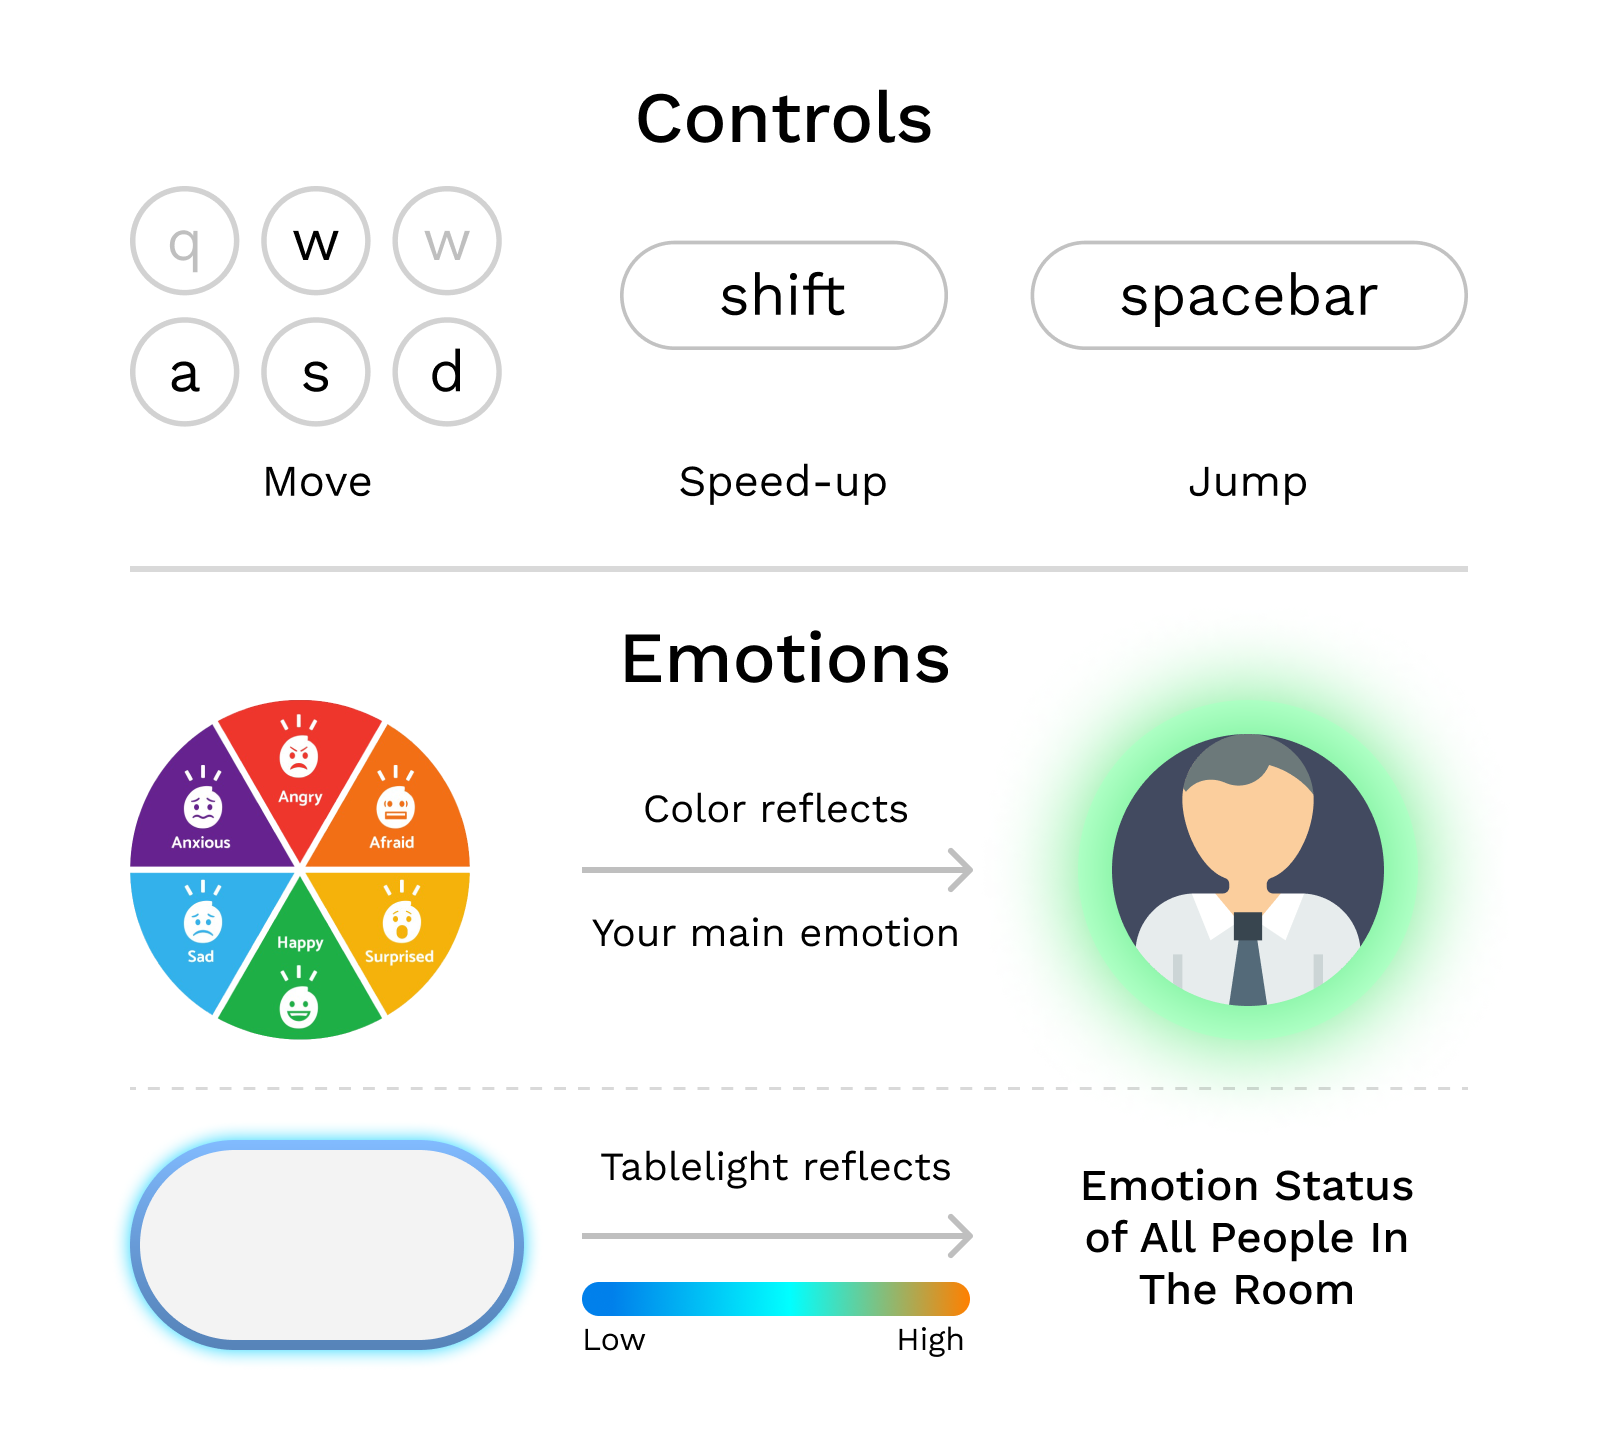 Controls
q w w
a s d
shift
spacebar
Move
Speed-up
Jump
Emotions
Angry
Anxious
Afraid
Sad
Happy
Surprised
Color reflects
Your main emotion
Tablelight reflects
Low
High
Emotion Status
of All People In
The Room